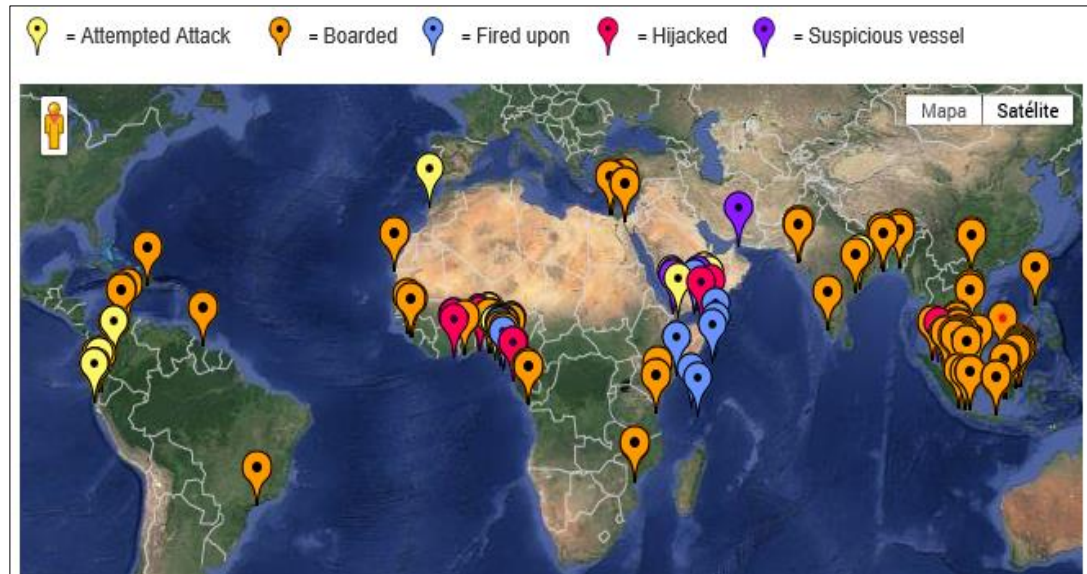 = Attempted Attack = Boarded = Fired upon = Hijacked = Suspicious vessel
Mapa Satélite